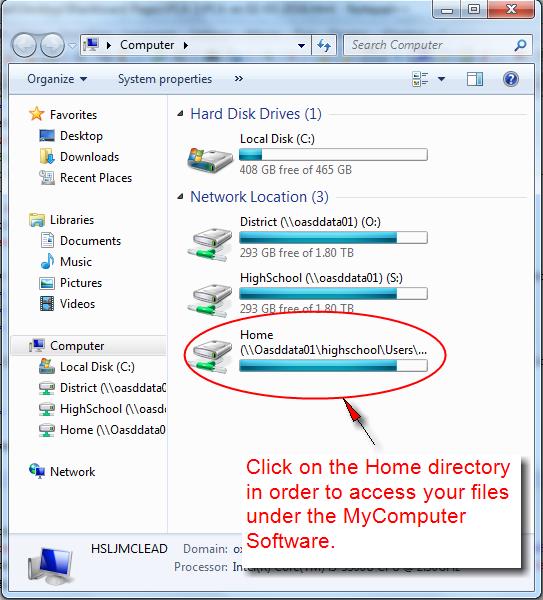 Computer
Search Computer
Organize
System properties
»
Favorites
Desktop
Downloads
Recent Places
Libraries
Documents
Music
Pictures
Videos
Computer
Local Disk (C:)
District (\\oasddata
HighSchool (\\oasdd
Home (\\Oasddata0
Network
Hard Disk Drives (1)
Local Disk (C:)
408 GB free of 465 GB
Network Location (3)
District (\\oasddata01) (O:)
293 GB free of 1.80 TB
HighSchool (\\oasddata01) (S:)
293 GB free of 1.80 TB
Home
(\\Oasddata01\highschool\Users\...
Click on the Home directory
in order to access your files
under the MyComputer
Software.
HSLJMCLEAD Domain:
Processor: